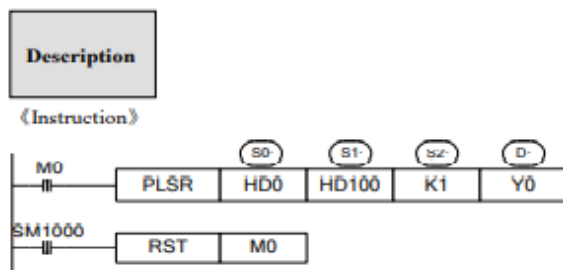 Description
《Instruction》
S0· S1· S2· D·
M0
PLSR HD0 HD100 K1 Y0
SM1000
RST M0